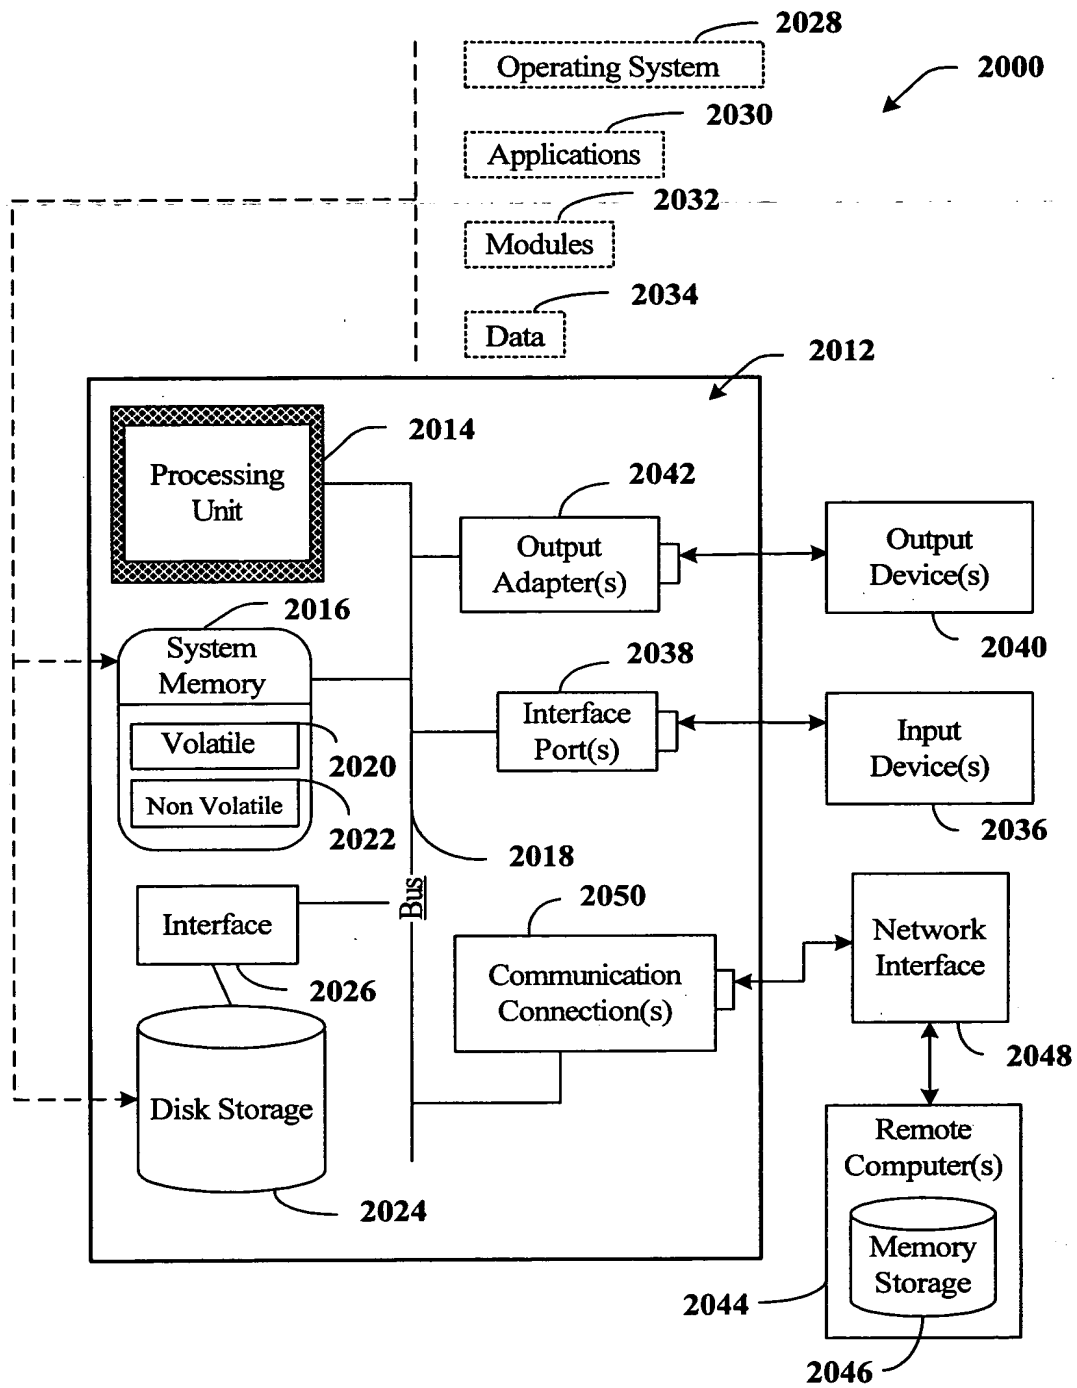 2028
Operating System
2000
2030
Applications
2032
Modules
2034
Data
2012
2014
Processing
Unit
2042
Output
Adapter(s)
Output
Device(s)
2040
2016
System
Memory
Volatile
2020
Non Volatile
2022
2038
Interface
Port(s)
Input
Device(s)
2036
2018
Bus
Interface
2026
2050
Communication
Connection(s)
Network
Interface
2048
Disk Storage
2024
Remote
Computer(s)
Memory
Storage
2044
2046